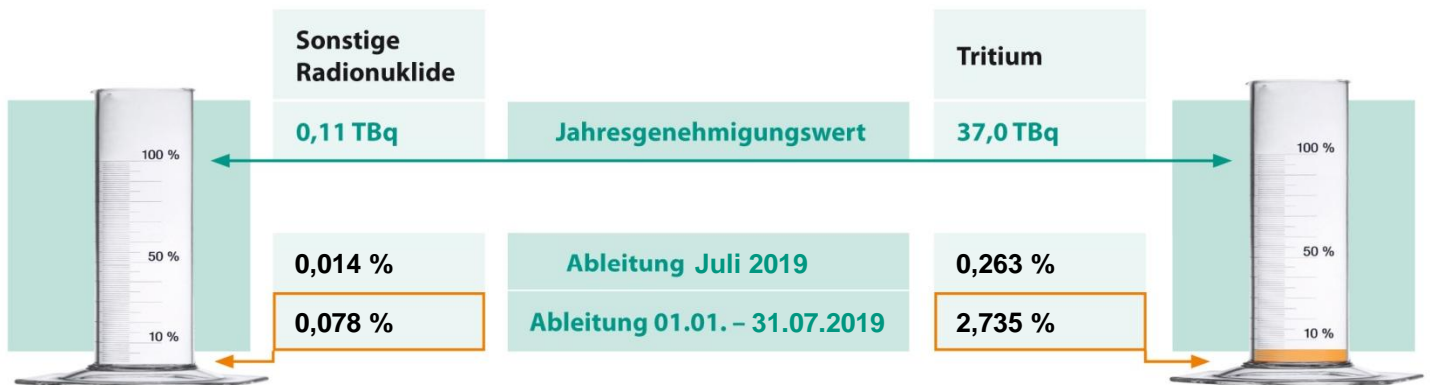 Sonstige
Radionuklide
Tritium
0,11 TBq
Jahresgenehmigungswert
37,0 TBq
100 %
100 %
50 %
0,014 %
Ableitung Juli 2019
0,263 %
50 %
0,078 %
Ableitung 01.01. – 31.07.2019
2,735 %
10 %
10 %